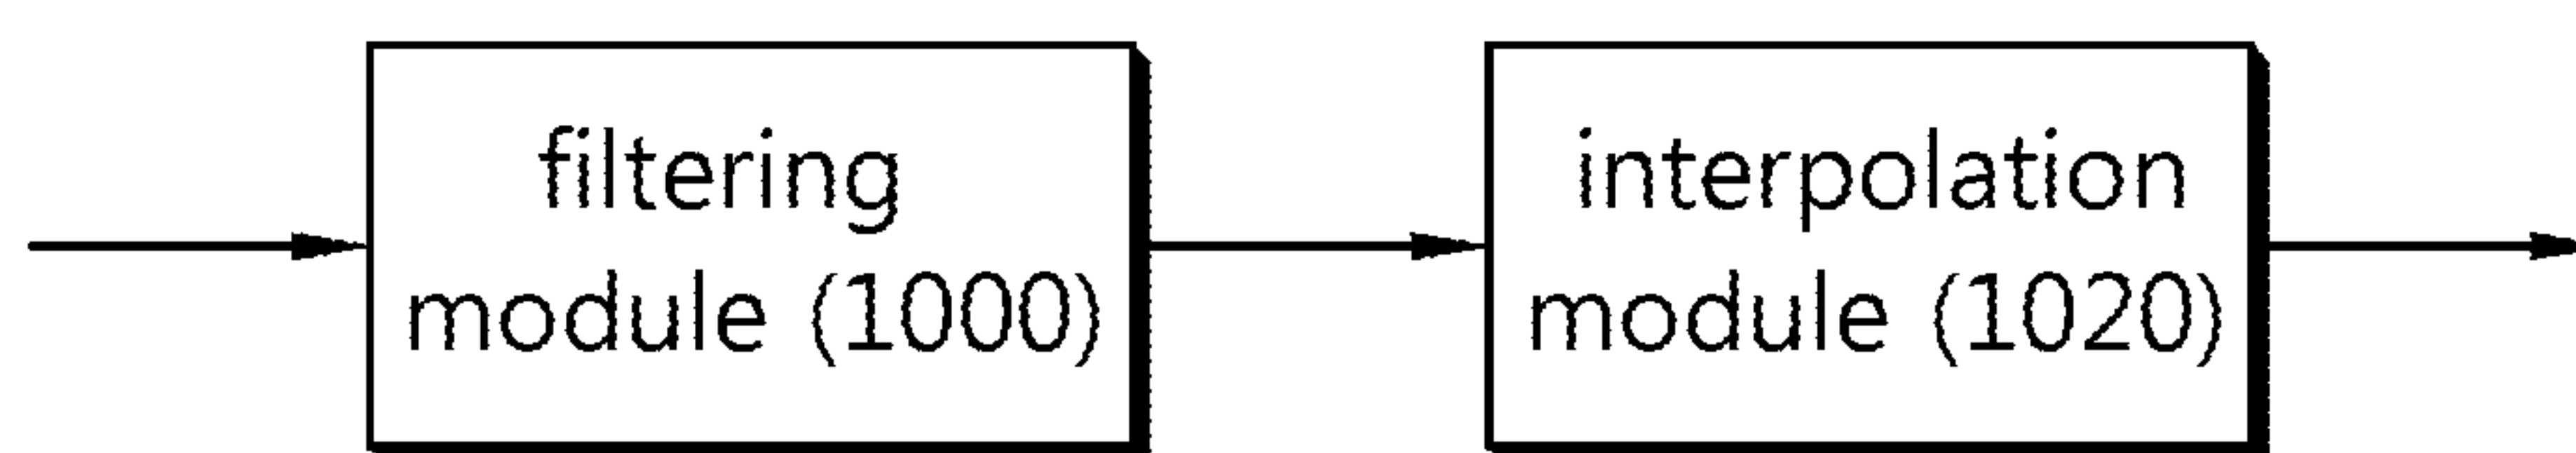 filtering
module (1000)
interpolation
module (1020)